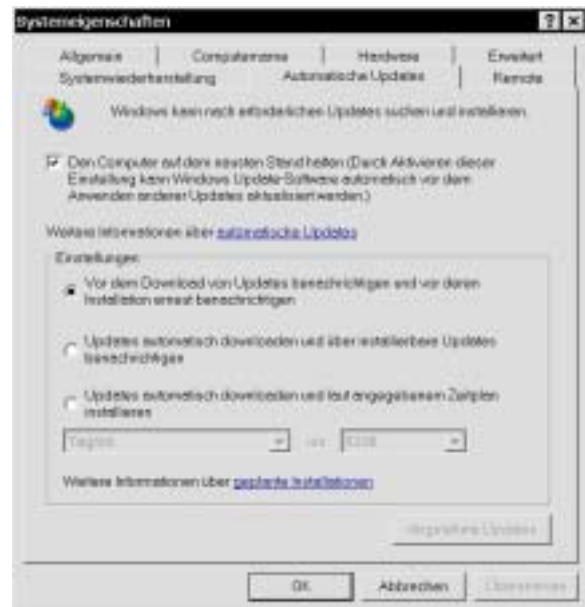 Systemeigenschaften
Allgemein Computername Hardware Erweitert
Systemwiederherstellung Automatische Updates Remote
Windows kann nach erforderlichen Updates suchen und installieren.
Den Computer auf dem neusten Stand halten (Durch Aktivieren dieser
Einstellung kann Windows Update-Software automatisch vor dem
Anwenden anderer Updates aktualisiert werden.)
Weitere Informationen über automatische Updates
Einstellungen
Vor dem Download von Updates benachrichtigen und vor deren
Installation erneut benachrichtigen
Updates automatisch downloaden und über installierbare Updates
benachrichtigen
Updates automatisch downloaden und laut angegebenem Zeitplan
installieren
Täglich um
Weitere Informationen über geplante Installationen
Abgelehnte Updates
OK Abbrechen Übernehmen